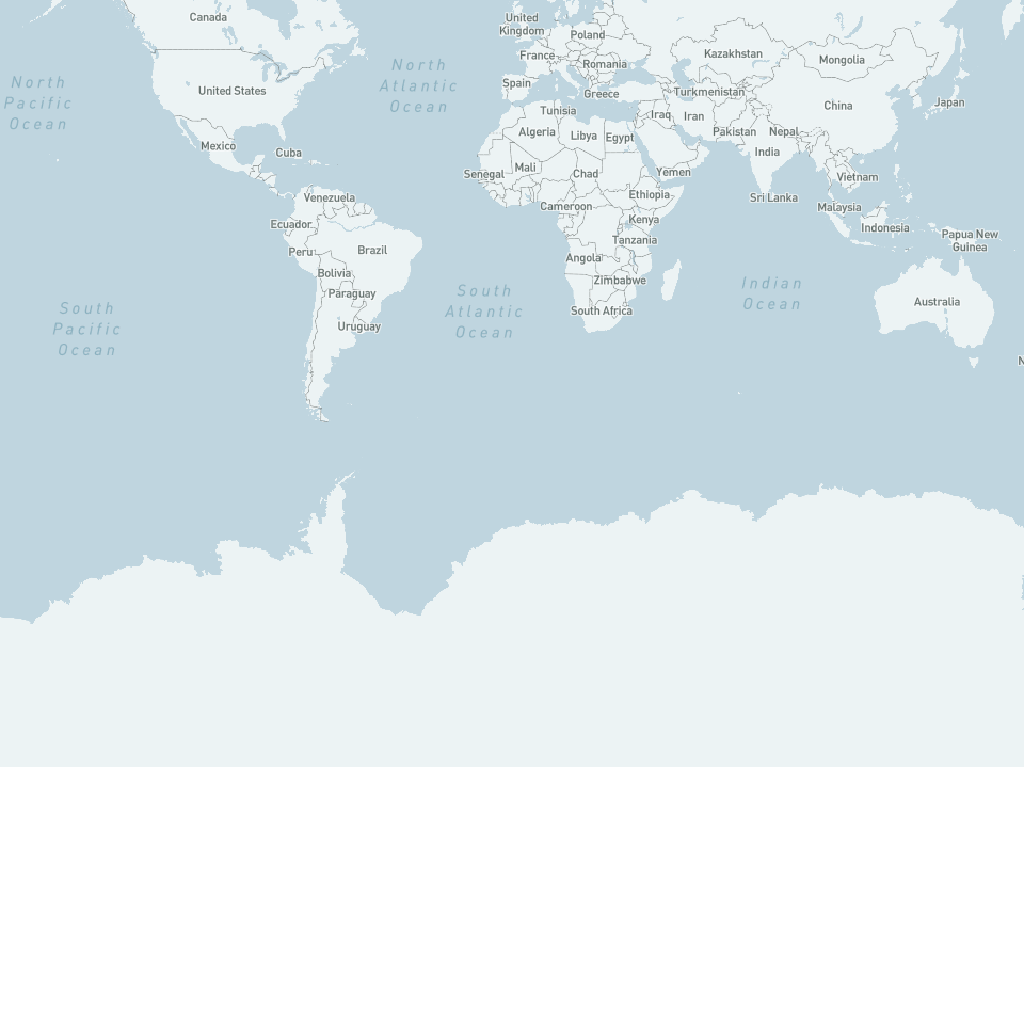 Canada
United
Kingdom
Poland
France
Romania
Kazakhstan
Mongolia
North
Pacific
Ocean
North
Atlantic
Ocean
United States
Spain
Greece
Turkmenistan
China
Japan
Tunisia
Iraq
Iran
Algeria
Libya
Egypt
Pakistan
Nepal
Mexico
Cuba
India
Senegal
Mali
Chad
Yemen
Vietnam
Venezuela
Cameroon
Ethiopia
Sri Lanka
Malaysia
Ecuador
Kenya
Indonesia
Papua New
Guinea
Peru
Brazil
Tanzania
Angola
Bolivia
Zimbabwe
Paraguay
South
Atlantic
Ocean
Indian
Ocean
South
Pacific
Ocean
South Africa
Australia
Uruguay